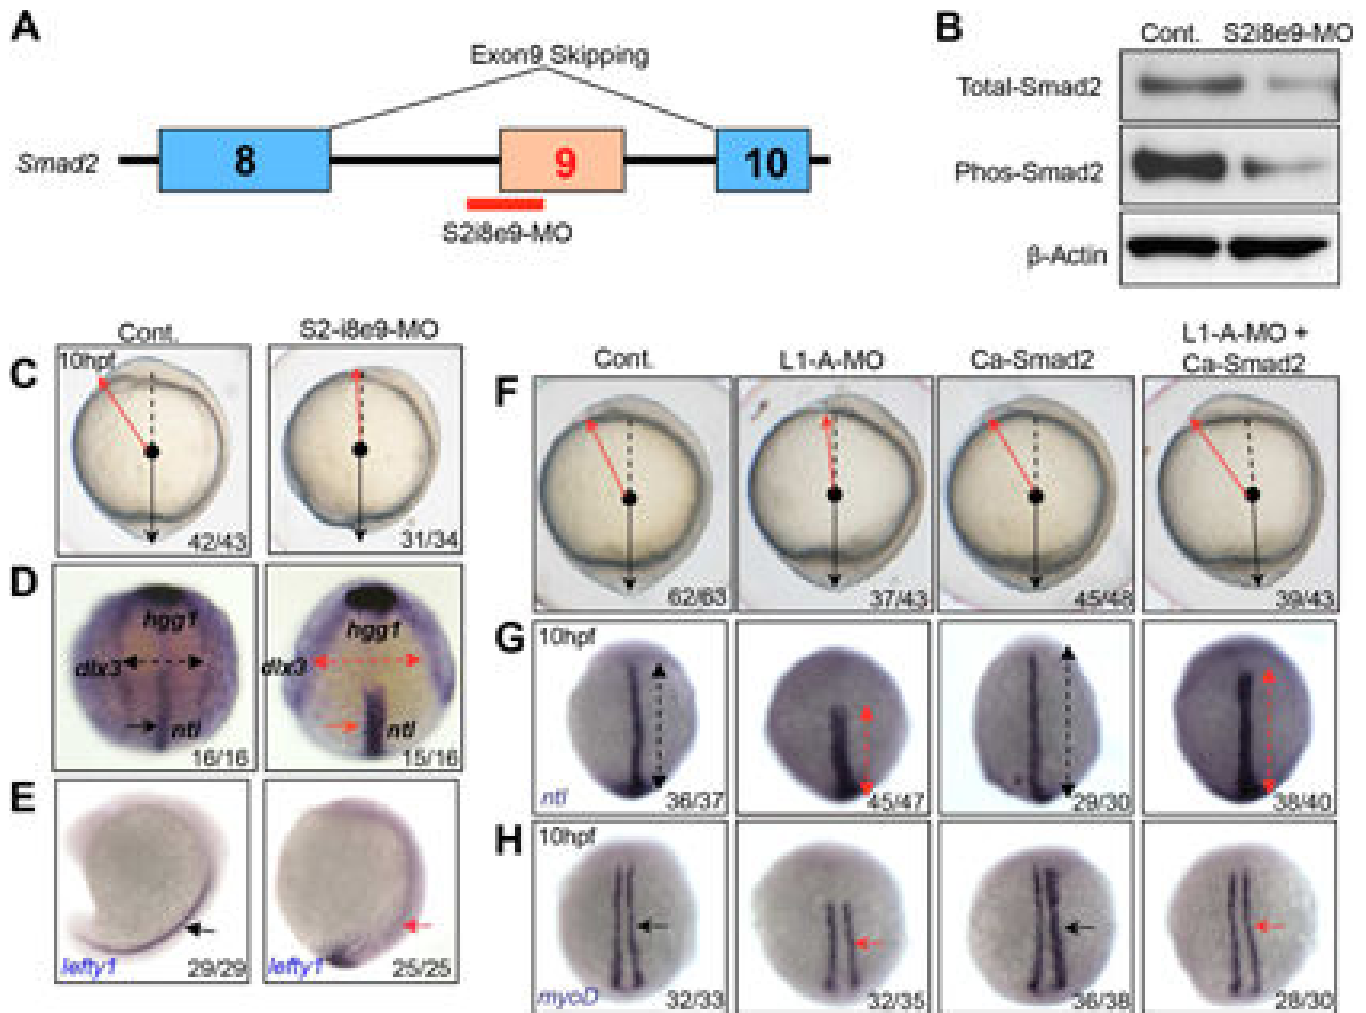 A
Exon9 Skipping
Smad2
8
9
10
S2i8e9-MO
B
Cont. S2i8e9-MO
Total-Smad2
Phos-Smad2
β-Actin
Cont. S2-i8e9-MO
C
10hpf
42/43
31/34
D
hgg1
dlx3
ntl
16/16
hgg1
dlx3
ntl
15/16
E
lefty1
29/29
lefty1
25/25
Cont. L1-A-MO Ca-Smad2 L1-A-MO +
Ca-Smad2
F
62/63
37/43
45/48
39/43
G
10hpf
ntl
36/37
45/47
29/30
38/40
H
10hpf
myoD
32/33
32/35
36/38
28/30